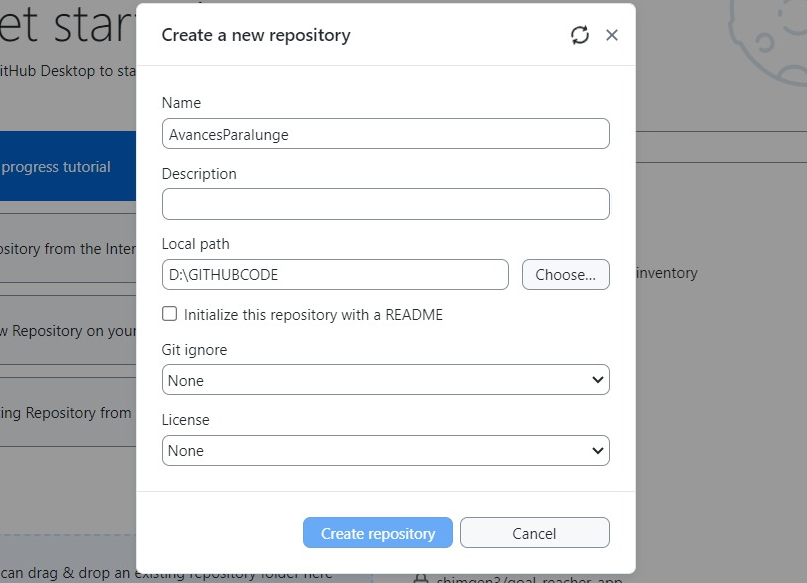 et star
Create a new repository
itHub Desktop to sta
Name
AvancesParalunge
progress tutorial
Description
Local path
D:\GITHUBCODE
Choose...
sitory from the Inter
inventory
Initialize this repository with a README
w Repository on your
Git ignore
None
ing Repository from
License
None
Create repository
Cancel
can drag & drop an existing repository folder here
shimgen3/goal_reacher_app